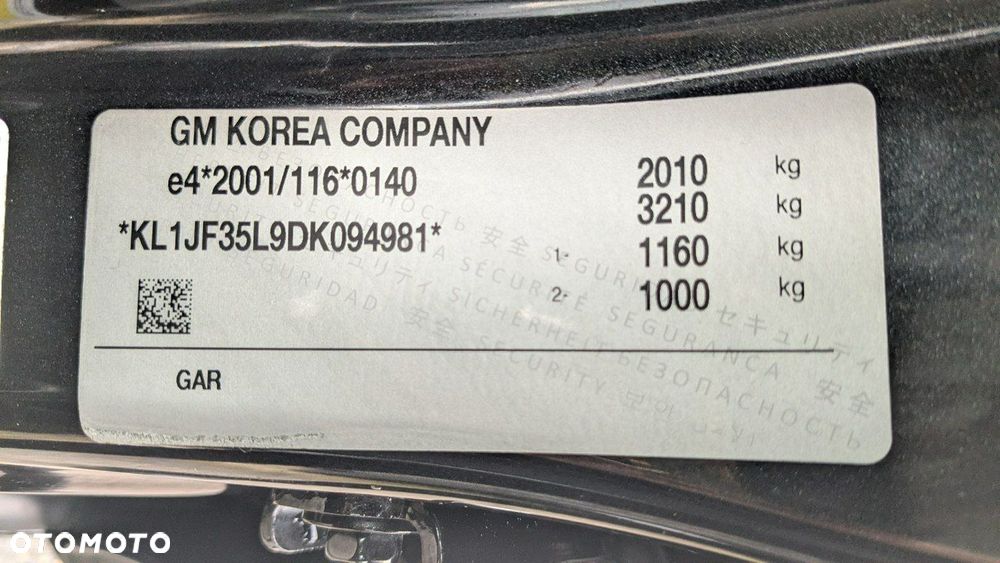 GM KOREA COMPANY
e4*2001/116*0140
2010 kg
3210 kg
*KL1JF35L9DK094981*
1- 1160 kg
2- 1000 kg
GAR
OTOMOTO